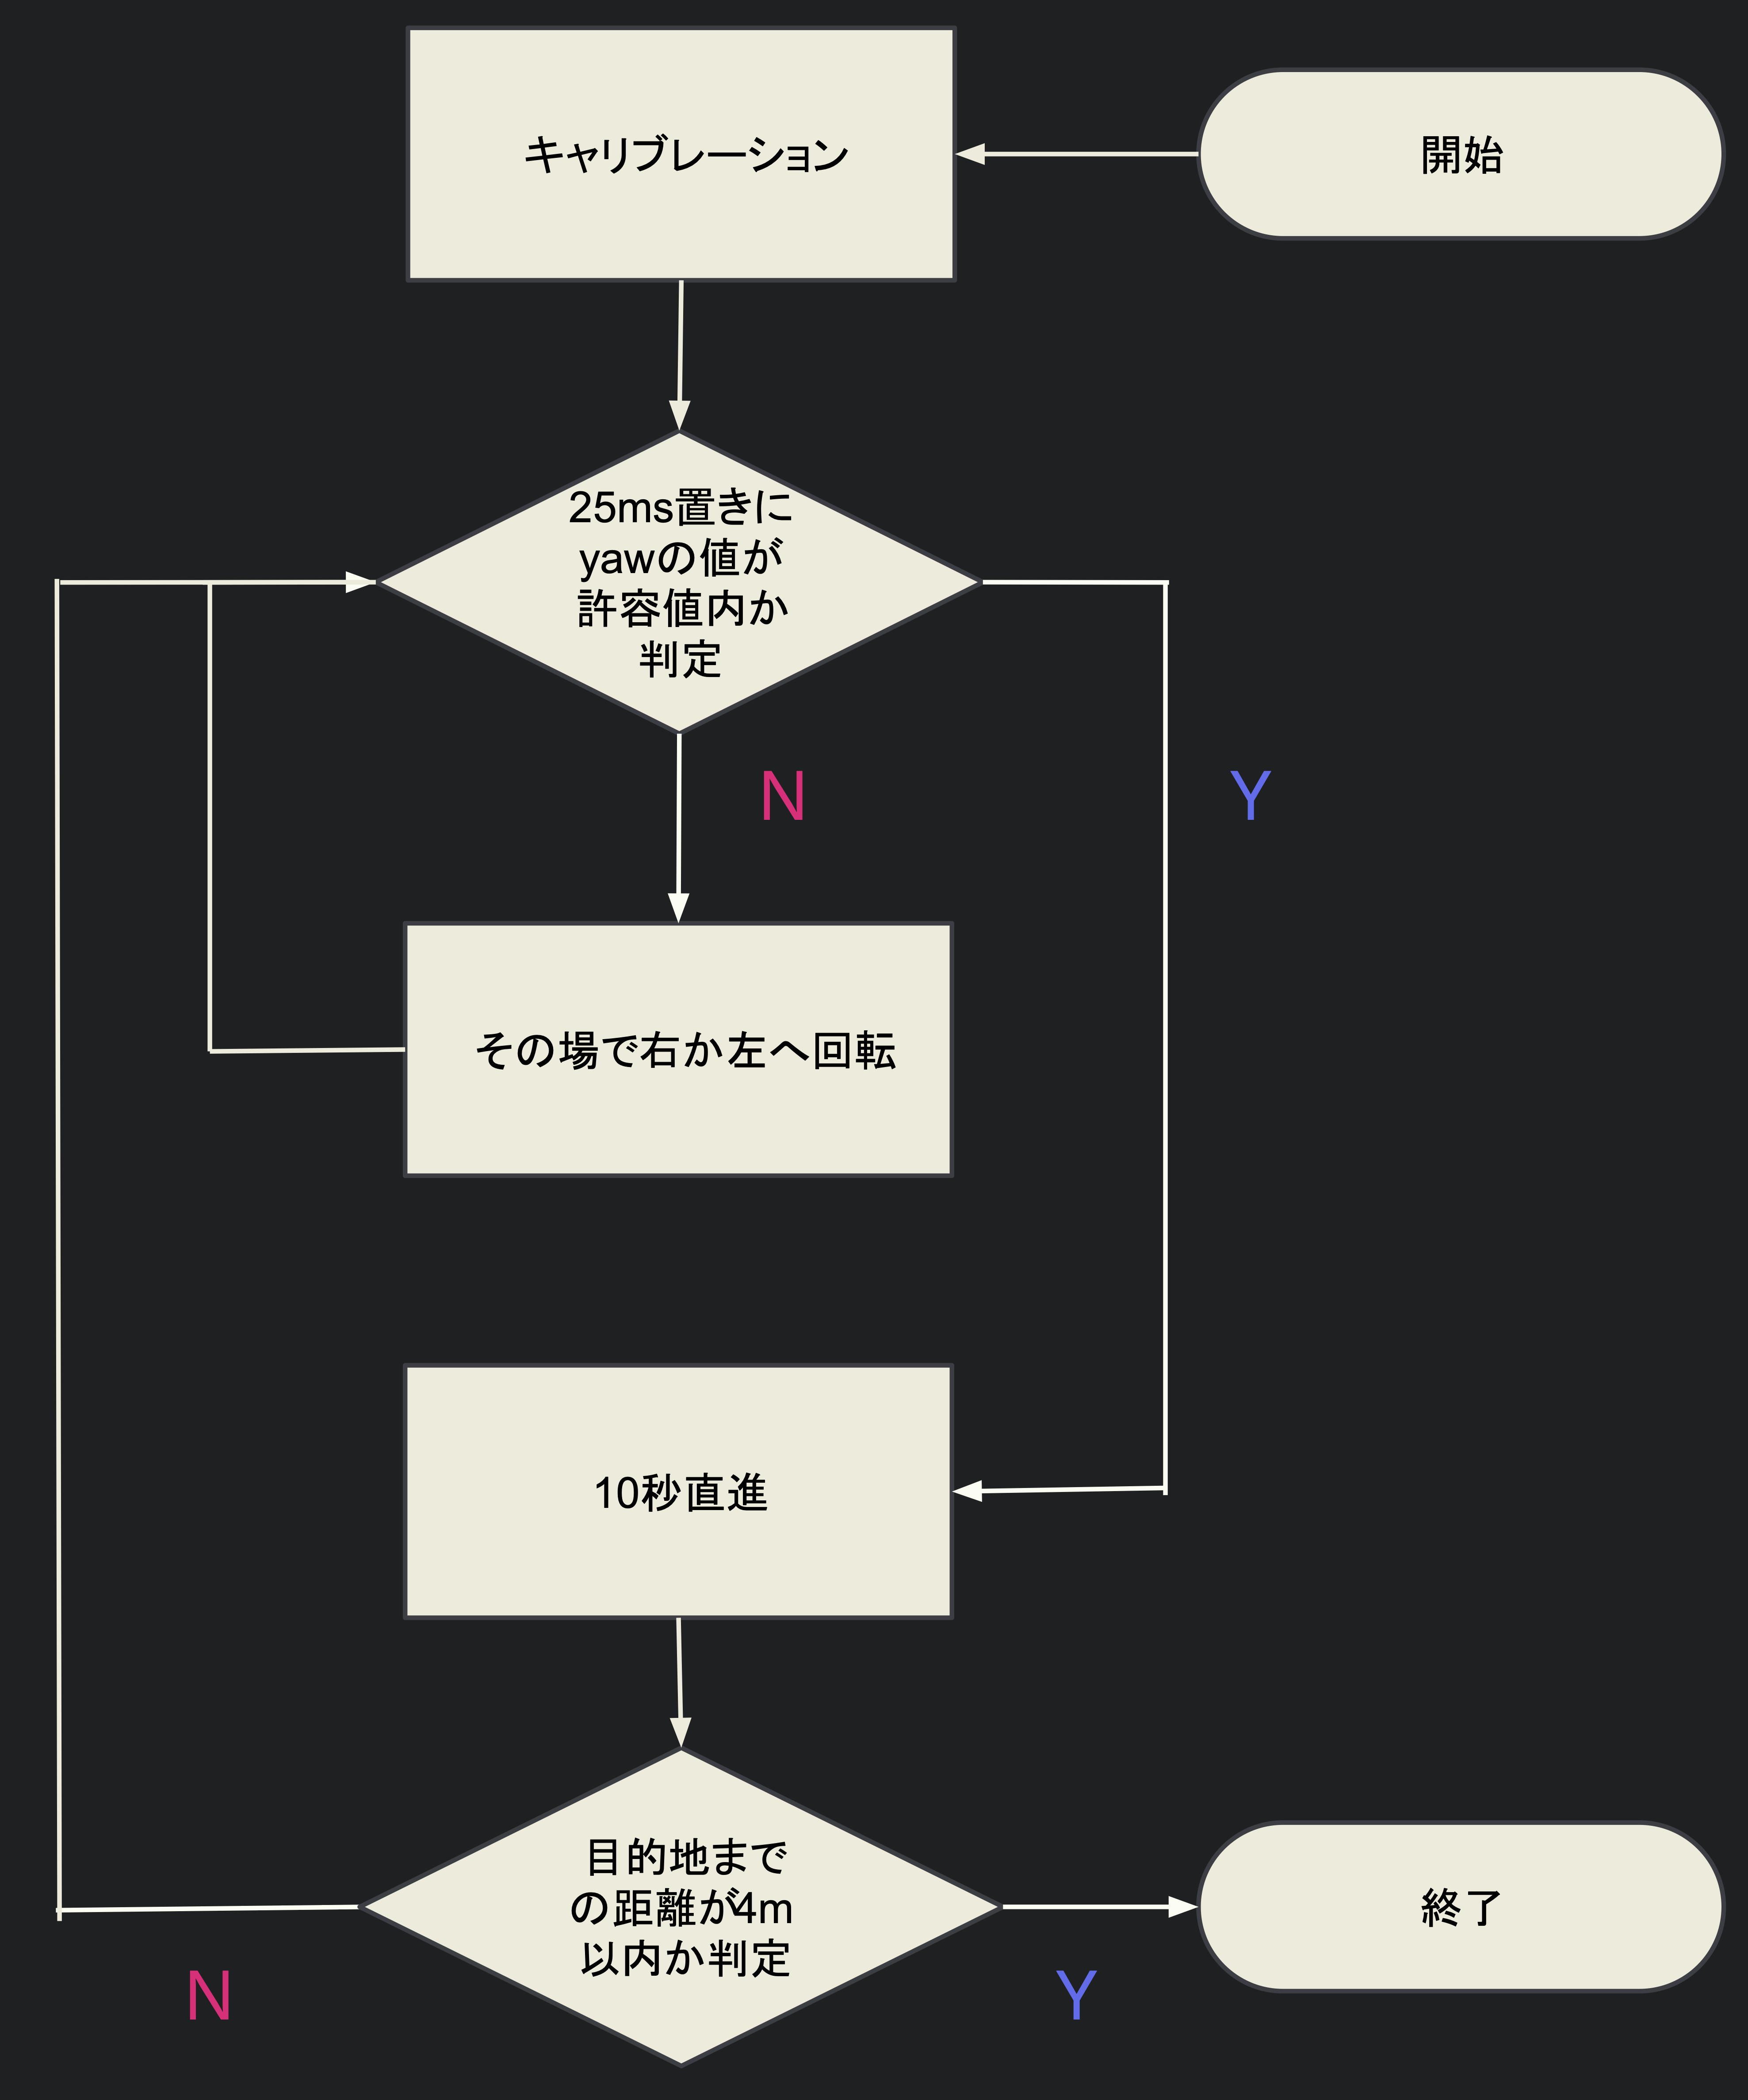 開始
キャリブレーション
25ms置きに
yawの値が
許容値内か
判定
N
Y
その場で右か左へ回転
10秒直進
目的地まで
の距離が4m
以内か判定
N
Y
終了